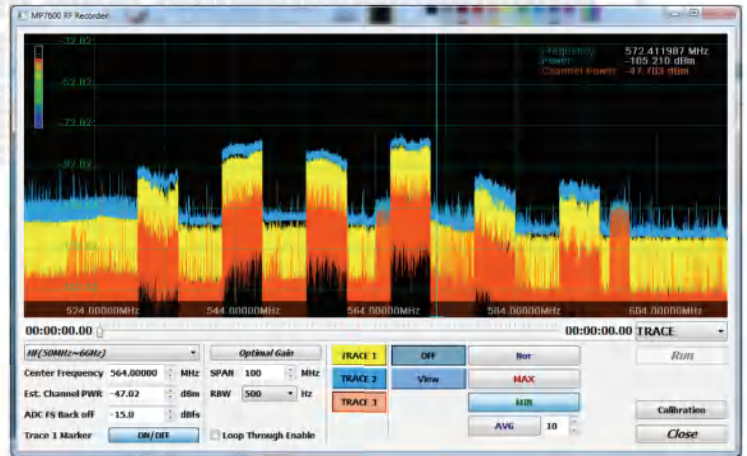 MP7600 RF Recorder
-32.02
Frequency 572.411987 MHz
-52.02
Power -105.210 dBm
Channel Power -47.703 dBm
-72.02
-92.02
524.00000MHz 544.00000MHz 564.00000MHz 584.00000MHz 604.00000MHz
00:00:00.00 00:00:00.00 TRACE
HF(50MHz~6GHz) Optimal Gain TRACE 1 OFF Nor Run
Center Frequency 564.00000 MHz SPAN 100 MHz TRACE 2 View MAX
Est. Channel PWR -47.02 dBm RBW 500 Hz TRACE 3 MIN
ADC FS Back off -15.0 dBfs AVG 10 Calibration
Trace 1 Marker ON/OFF Loop Through Enable Close